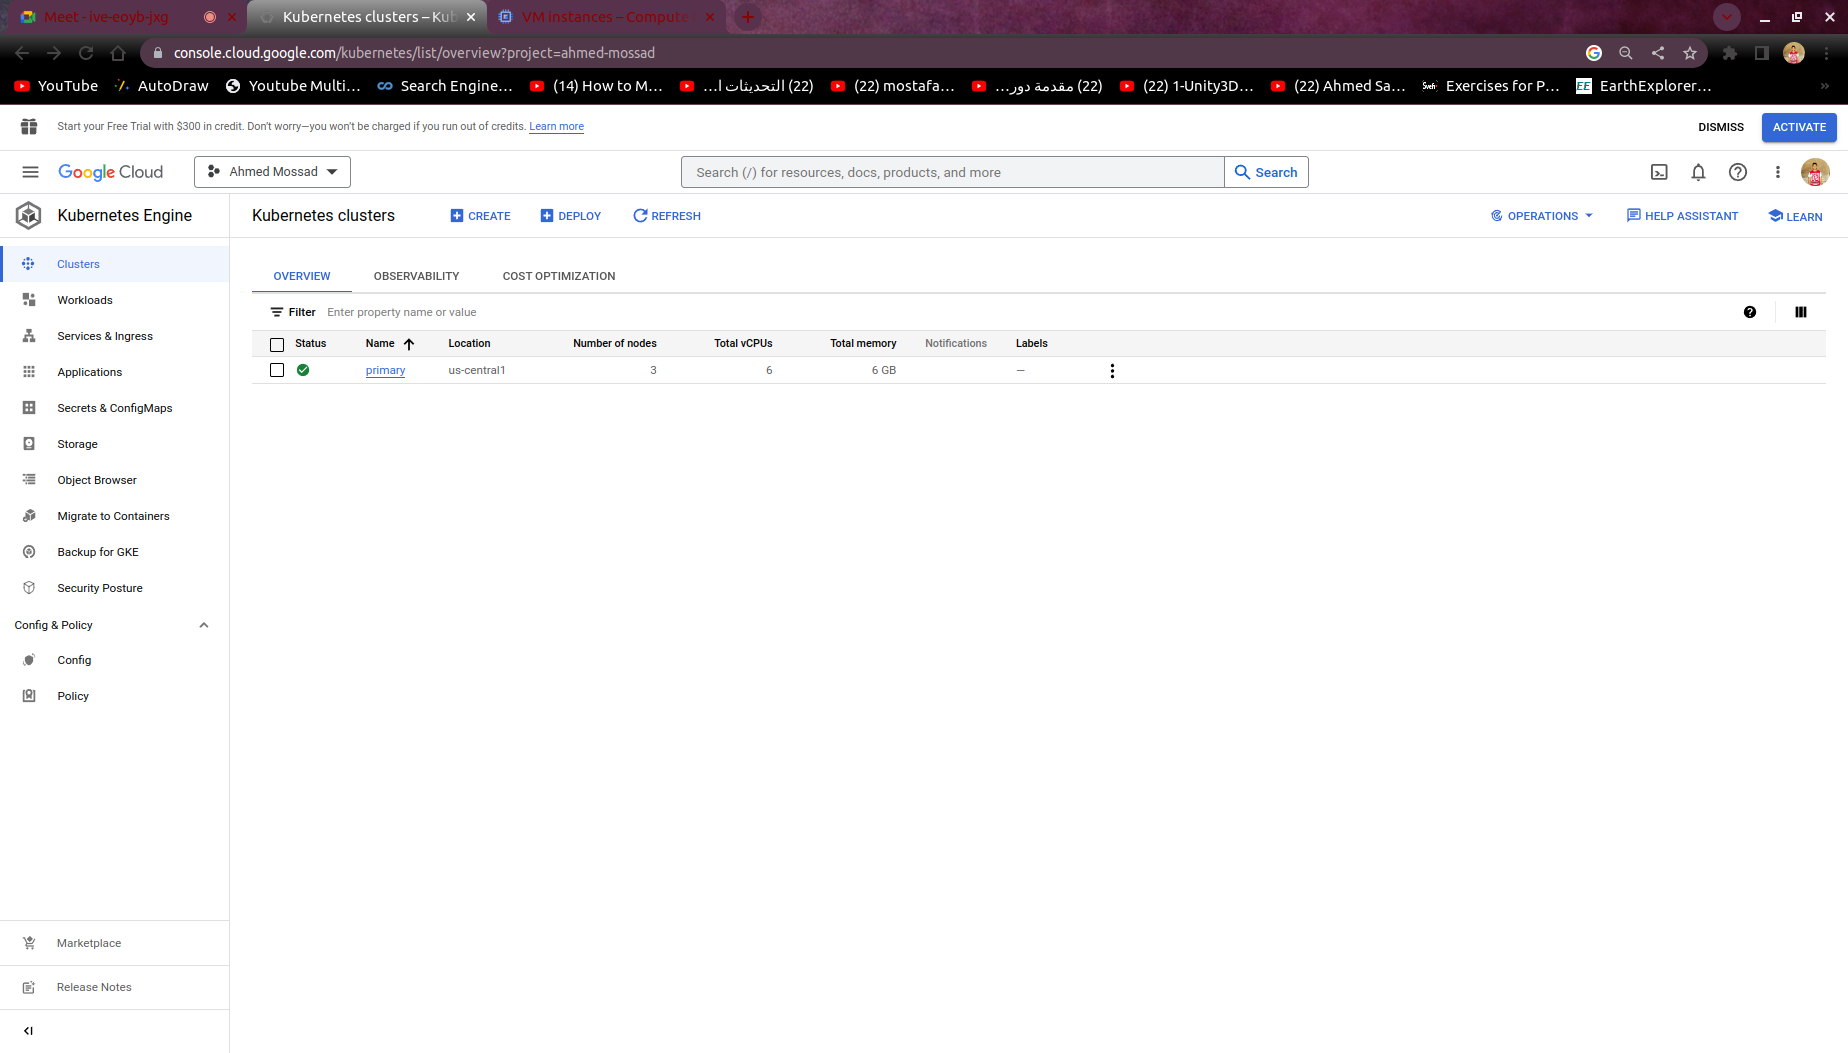 Meet - ive-eoyb-jxg
Kubernetes clusters – Kub
VM instances – Compute
console.cloud.google.com/kubernetes/list/overview?project=ahmed-mossad
YouTube
AutoDraw
Youtube Multi...
Search Engine...
(14) How to M...
(22) التحديثات ا...
(22) mostafa...
(22) مقدمة دور...
(22) 1-Unity3D...
(22) Ahmed Sa...
Exercises for P...
EE EarthExplorer...
Start your Free Trial with $300 in credit. Don't worry—you won't be charged if you run out of credits. Learn more
DISMISS
ACTIVATE
Google Cloud
Ahmed Mossad
Search (/) for resources, docs, products, and more
Search
Kubernetes Engine
Kubernetes clusters
CREATE
DEPLOY
REFRESH
OPERATIONS
HELP ASSISTANT
LEARN
Clusters
Workloads
Services & Ingress
Applications
Secrets & ConfigMaps
Storage
Object Browser
Migrate to Containers
Backup for GKE
Security Posture
Config & Policy
Config
Policy
Marketplace
Release Notes
OVERVIEW
OBSERVABILITY
COST OPTIMIZATION
Filter Enter property name or value
Status Name Location Number of nodes Total vCPUs Total memory Notifications Labels
primary us-central1 3 6 6 GB —